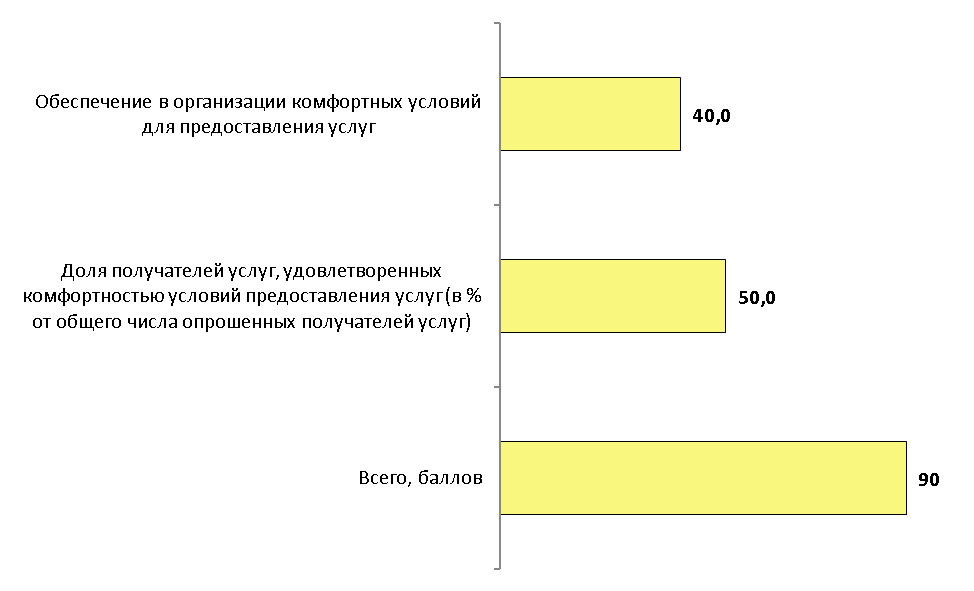 Обеспечение в организации комфортных условий
для предоставления услуг
40,0
Доля получателей услуг, удовлетворенных
комфортностью условий предоставления услуг (в %
от общего числа опрошенных получателей услуг)
50,0
Всего, баллов
90